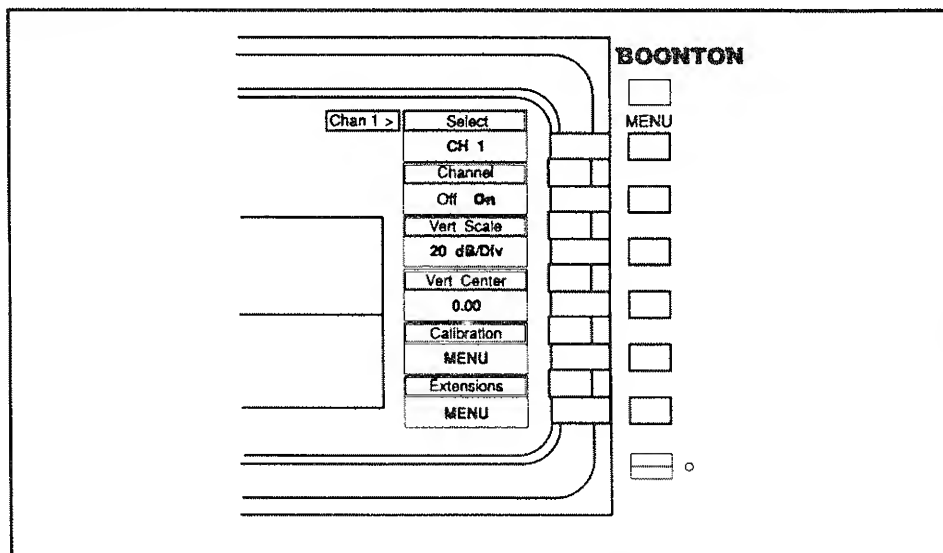 BOONTON
MENU
Chan 1 >
Select
CH 1
Channel
Off On
Vert Scale
20 dB/Div
Vert Center
0.00
Calibration
MENU
Extensions
MENU